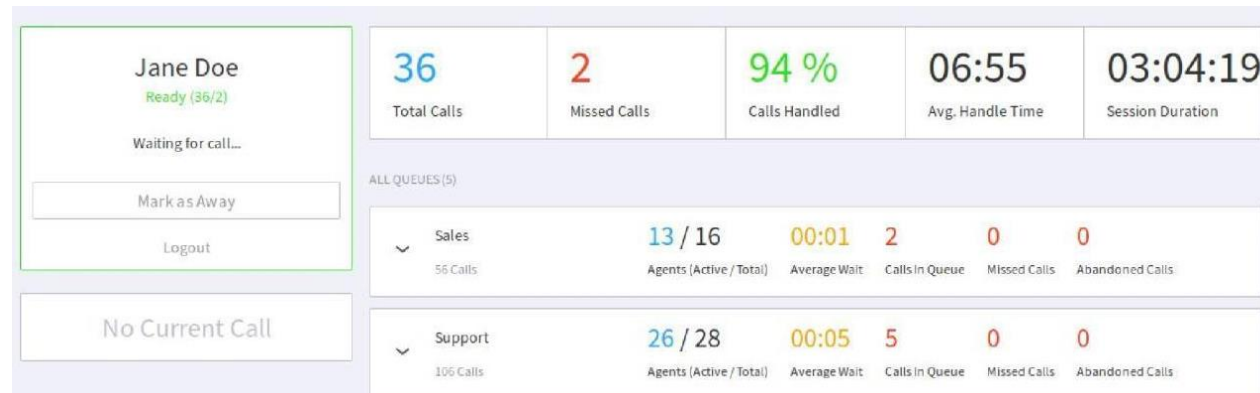 Jane Doe
Ready (36/2)
Waiting for call...
Mark as Away
Logout
No Current Call
36
Total Calls
2
Missed Calls
94 %
Calls Handled
06:55
Avg. Handle Time
03:04:19
Session Duration
ALL QUEUES (5)
Sales
56 Calls
13 / 16
Agents (Active / Total)
00:01
Average Wait
2
Calls In Queue
0
Missed Calls
0
Abandoned Calls
Support
106 Calls
26 / 28
Agents (Active / Total)
00:05
Average Wait
5
Calls In Queue
0
Missed Calls
0
Abandoned Calls